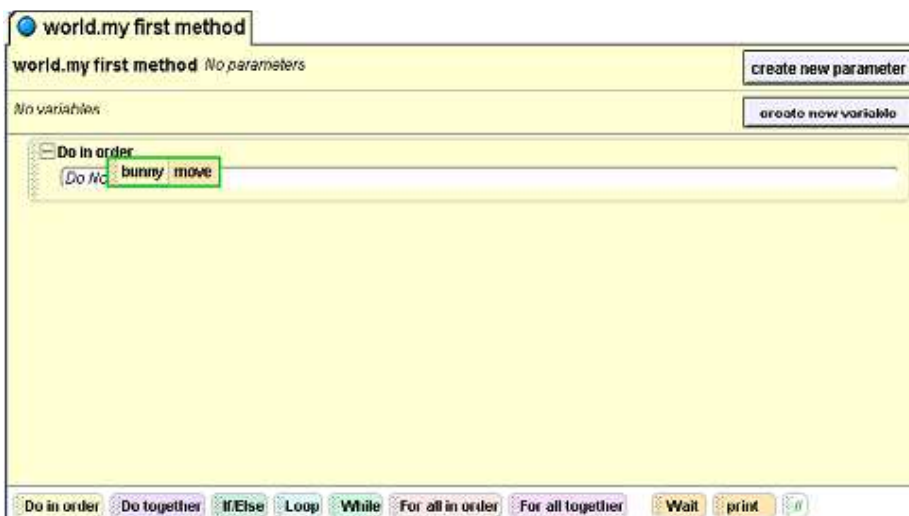 world.my first method
world.my first method No parameters
create new parameter
No variables
create new variable
Do in order
Do No
bunny move
Do in order Do together If/Else Loop While For all in order For all together Wait print //